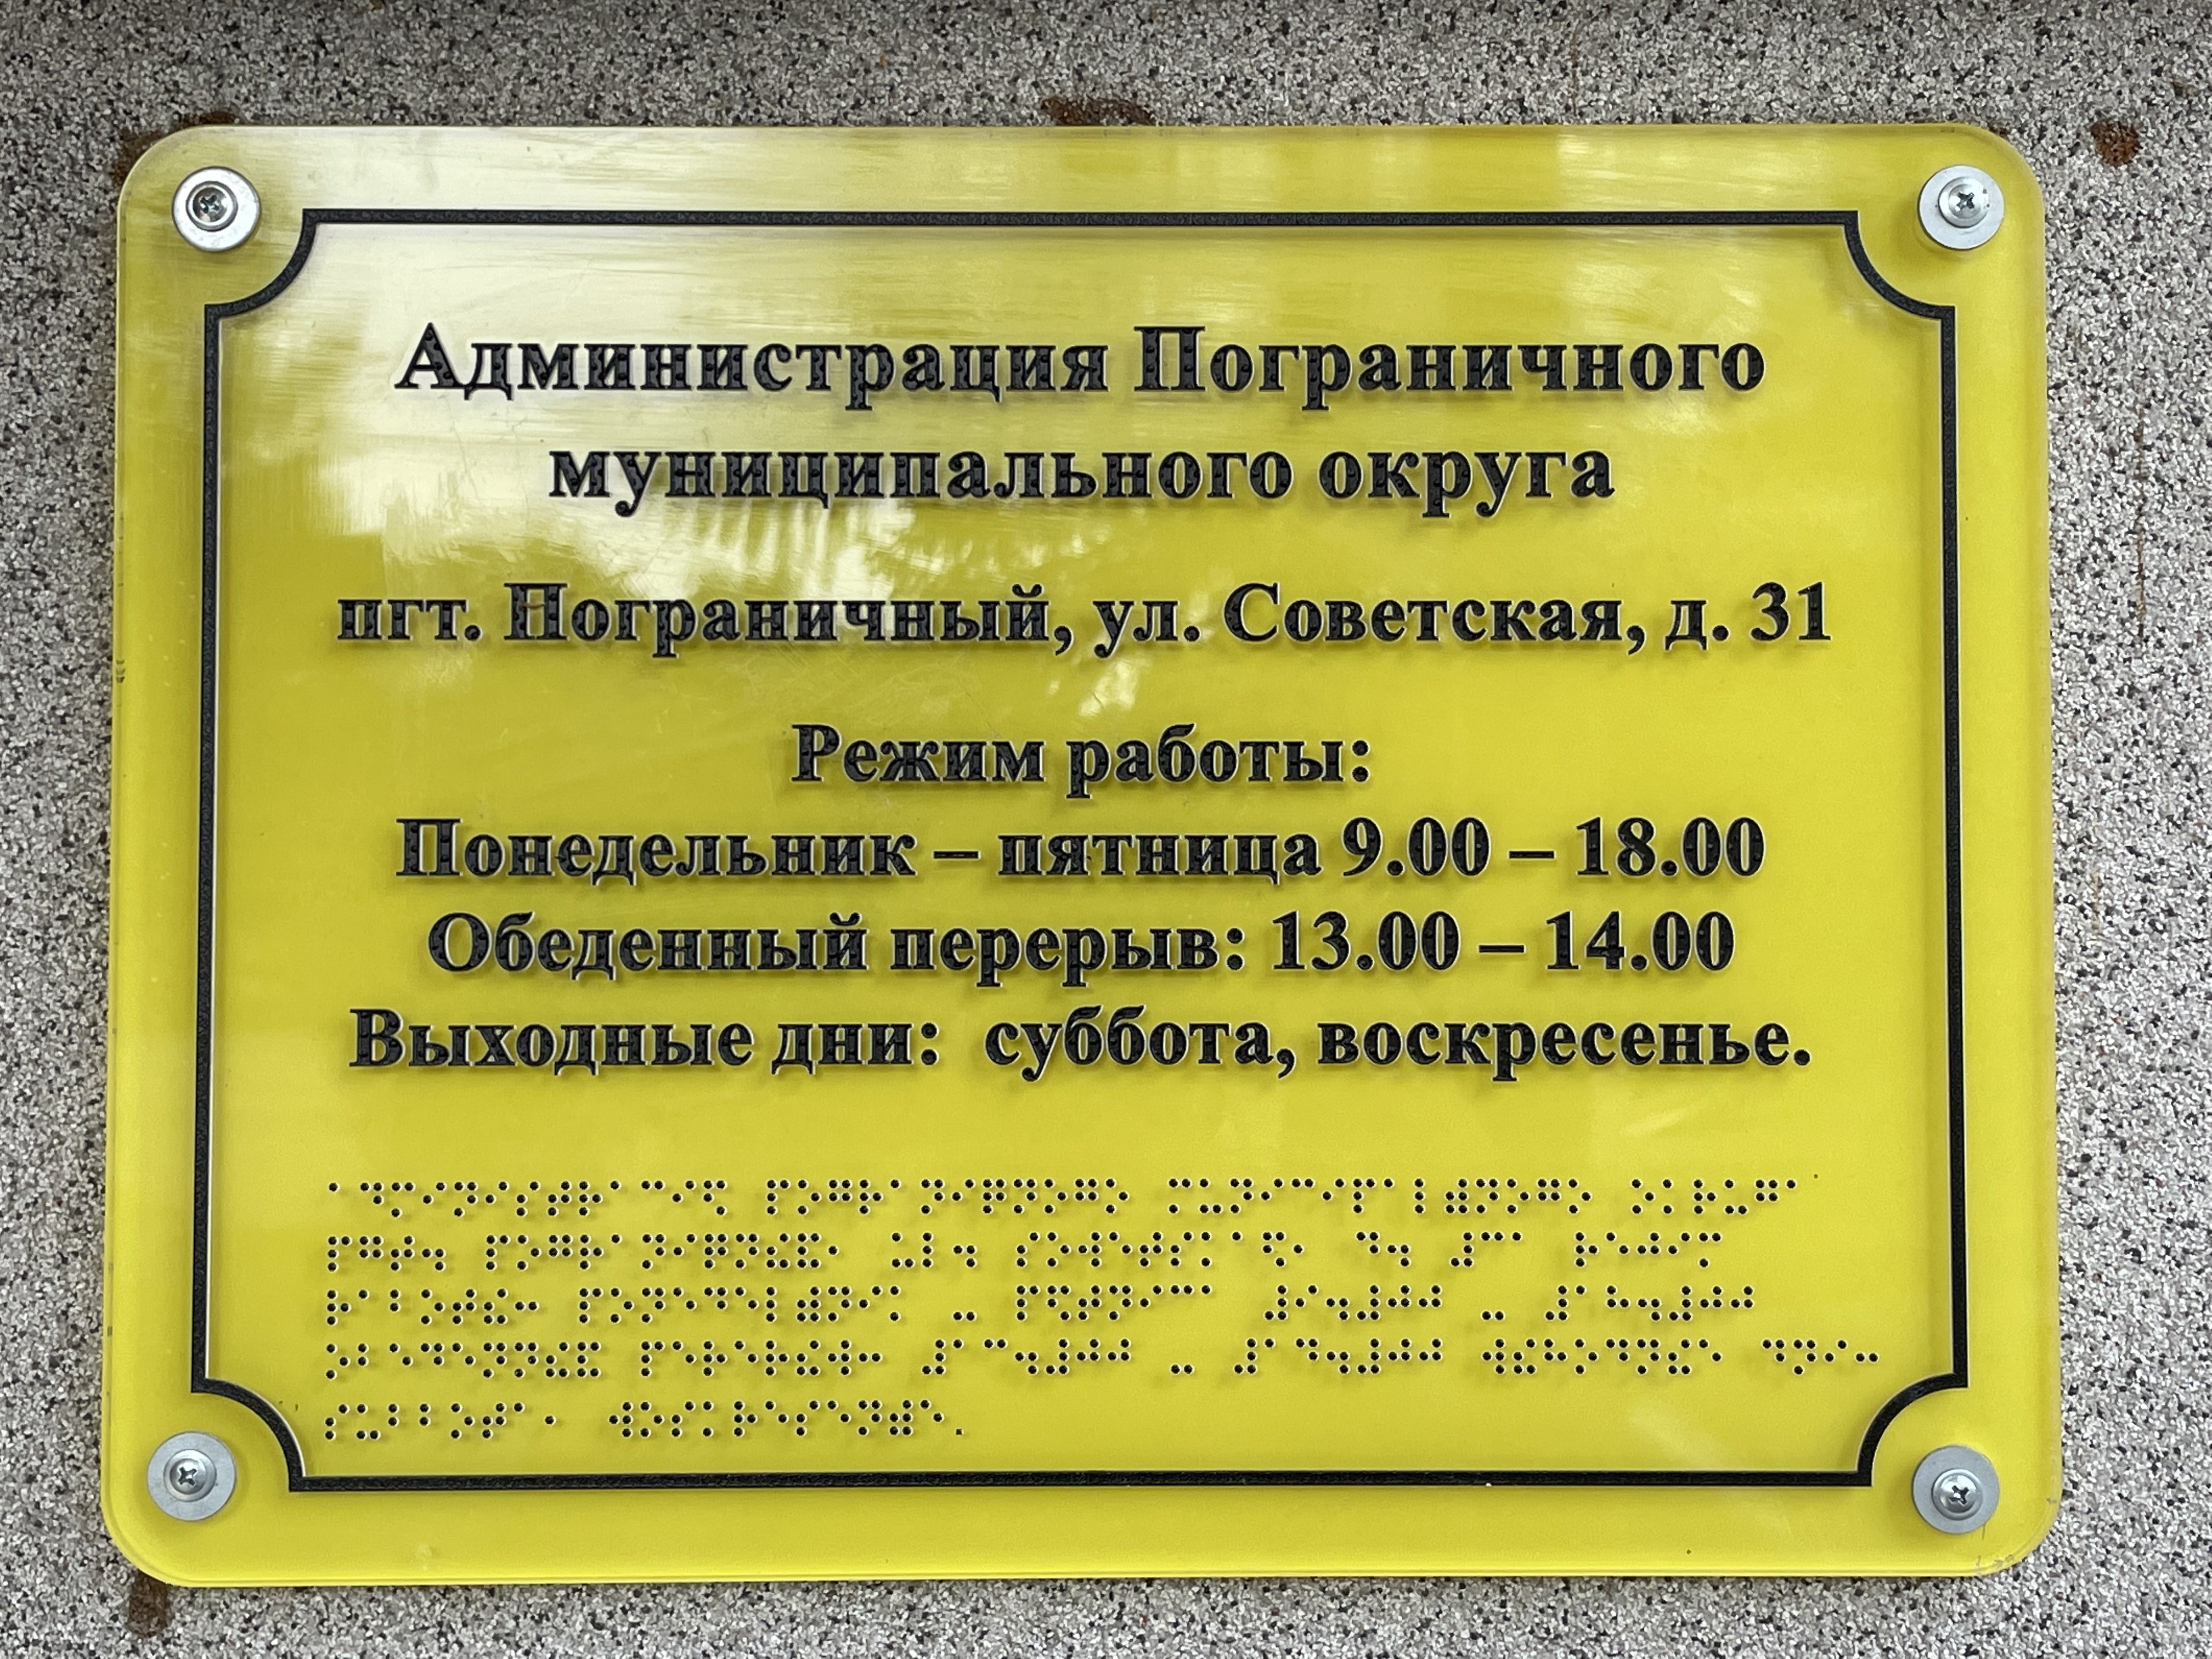 Администрация Пограничного
муниципального округа
пгт. Пограничный, ул. Советская, д. 31
Режим работы:
Понедельник – пятница 9.00 – 18.00
Обеденный перерыв: 13.00 – 14.00
Выходные дни: суббота, воскресенье.